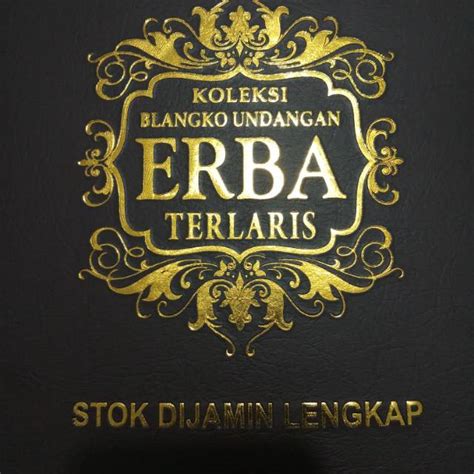 KOLEKSI
BLANGKO UNDANGAN
ERBA
TERLARIS
STOK DIJAMIN LENGKAP